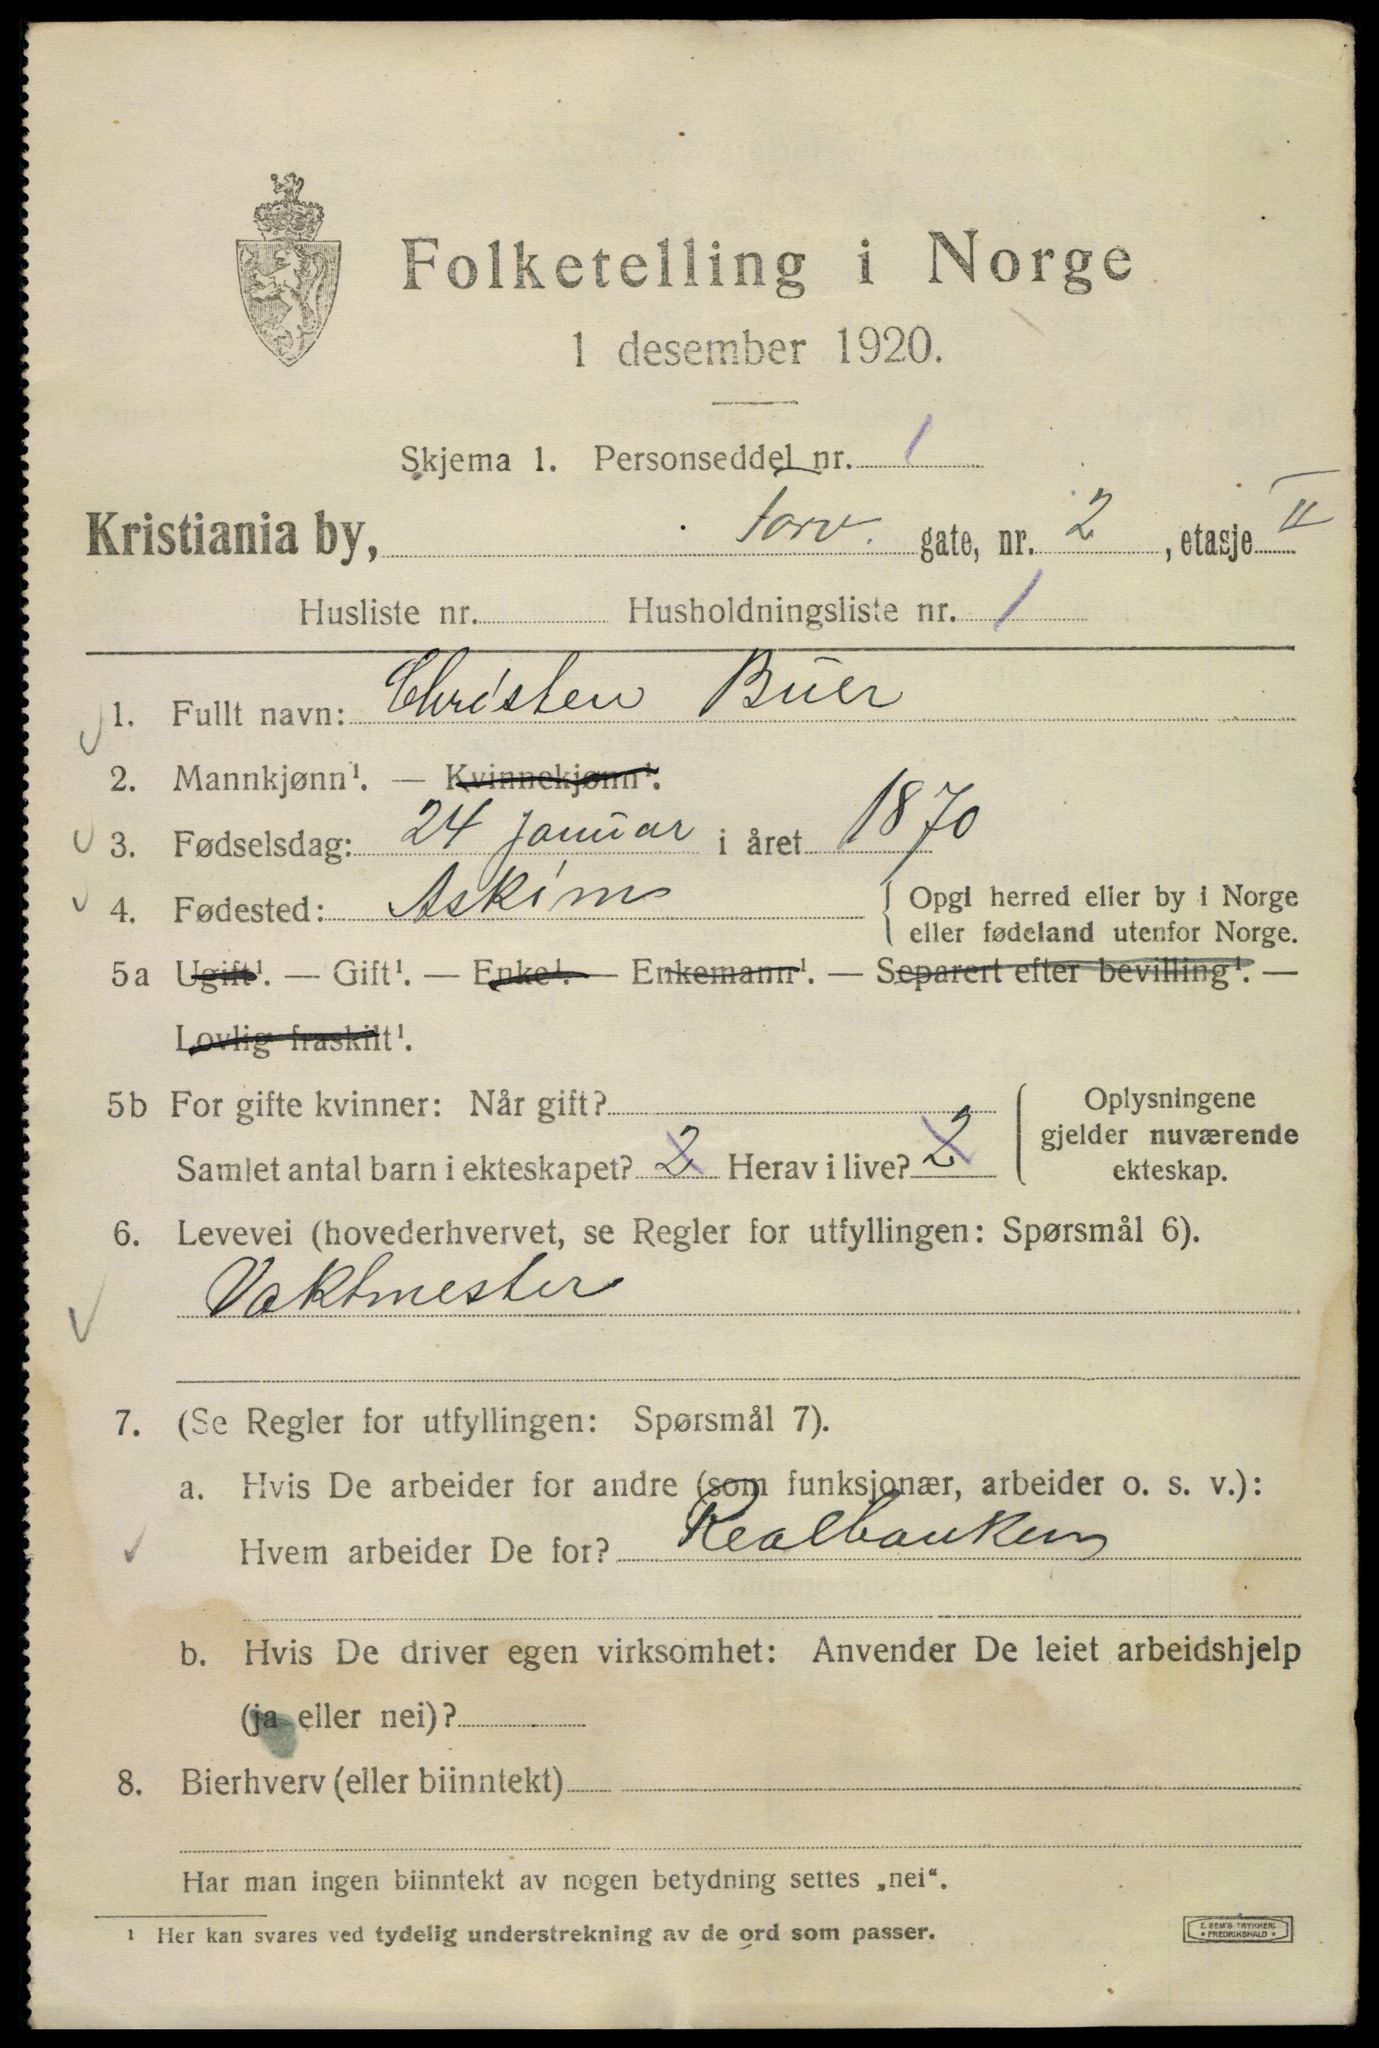 Folketelling i Norge
1 desember 1920.
Skjema 1. Personseddel nr. 1
Kristiania by, Torv. gate, nr. 2, etasje II
Husliste nr. Husholdningsliste nr. 1
1. Fullt navn: Christen Buer
2. Mannkjønn¹. — Kvinnekjønn¹.
3. Fødselsdag: 24 januar i året 1870
4. Fødested: Askim { Opgi herred eller by i Norge
eller fødeland utenfor Norge.
5a Ugift¹. — Gift¹. — Enke¹. — Enkemann¹. — Separert efter bevilling¹. —
Lovlig fraskilt¹.
5b For gifte kvinner: Når gift?
Samlet antal barn i ekteskapet? 2 Herav i live? 2
{ Oplysningene
gjelder nuværende
ekteskap.
6. Levevei (hovederhvervet, se Regler for utfyllingen: Spørsmål 6).
Vaktmester
7. (Se Regler for utfyllingen: Spørsmål 7).
a. Hvis De arbeider for andre (som funksjonær, arbeider o. s. v.):
Hvem arbeider De for? Realbanken
b. Hvis De driver egen virksomhet: Anvender De leiet arbeidshjelp
(ja eller nei)?
8. Bierhverv (eller biinntekt)
Har man ingen biinntekt av nogen betydning settes „nei“.
¹ Her kan svares ved tydelig understrekning av de ord som passer.
E. SEM'S TRYKKERI
• FREDRIKSHALD •